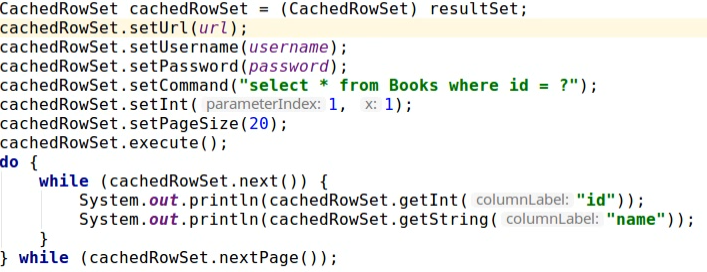 CachedRowSet cachedRowSet = (CachedRowSet) resultSet;
cachedRowSet.setUrl(url);
cachedRowSet.setUsername(username);
cachedRowSet.setPassword(password);
cachedRowSet.setCommand("select * from Books where id = ?");
cachedRowSet.setInt( parameterIndex: 1, x: 1);
cachedRowSet.setPageSize(20);
cachedRowSet.execute();
do {
    while (cachedRowSet.next()) {
        System.out.println(cachedRowSet.getInt( columnLabel: "id"));
        System.out.println(cachedRowSet.getString( columnLabel: "name"));
    }
} while (cachedRowSet.nextPage());